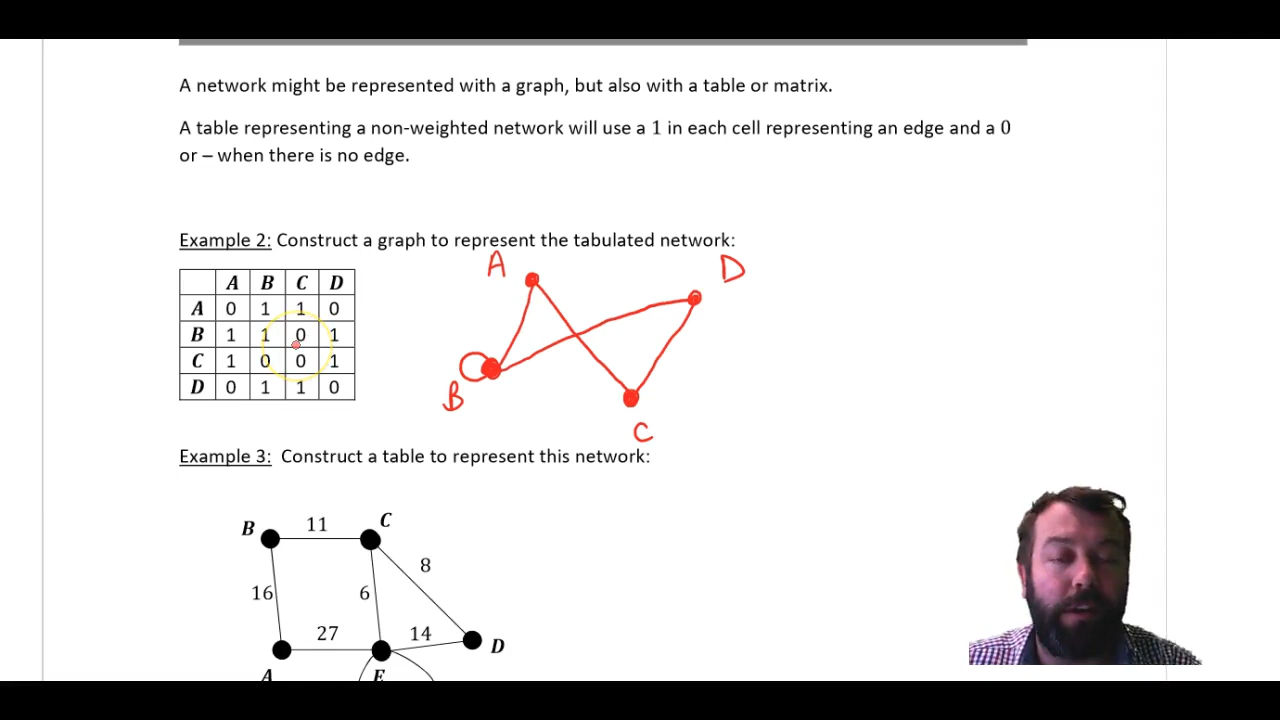 A network might be represented with a graph, but also with a table or matrix.
A table representing a non-weighted network will use a 1 in each cell representing an edge and a 0
or – when there is no edge.
Example 2: Construct a graph to represent the tabulated network:
A B C D
A 0 1 1 0
B 1 1 0 1
C 1 0 0 1
D 0 1 1 0
A
D
B
C
Example 3: Construct a table to represent this network:
B 11 C
8
16 6
27 14
D
A E